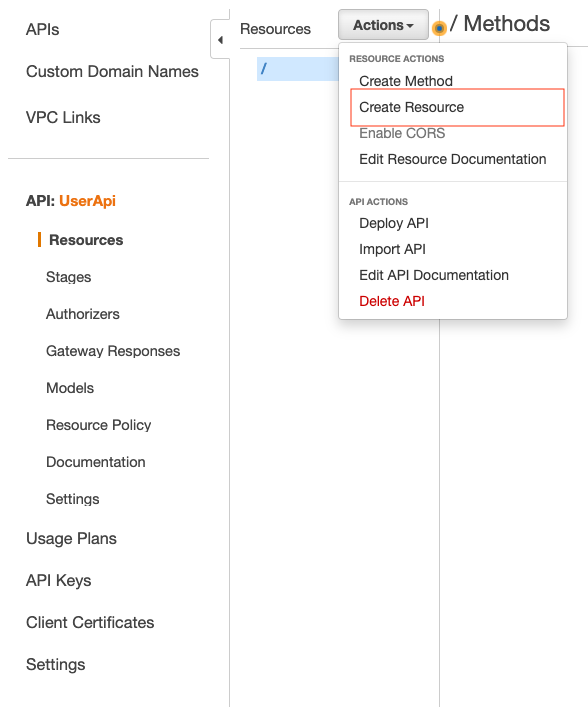 APIs
Custom Domain Names
VPC Links
API: UserApi
Resources
Stages
Authorizers
Gateway Responses
Models
Resource Policy
Documentation
Settings
Usage Plans
API Keys
Client Certificates
Settings
Resources
Actions
/ Methods
/
RESOURCE ACTIONS
Create Method
Create Resource
Enable CORS
Edit Resource Documentation
API ACTIONS
Deploy API
Import API
Edit API Documentation
Delete API